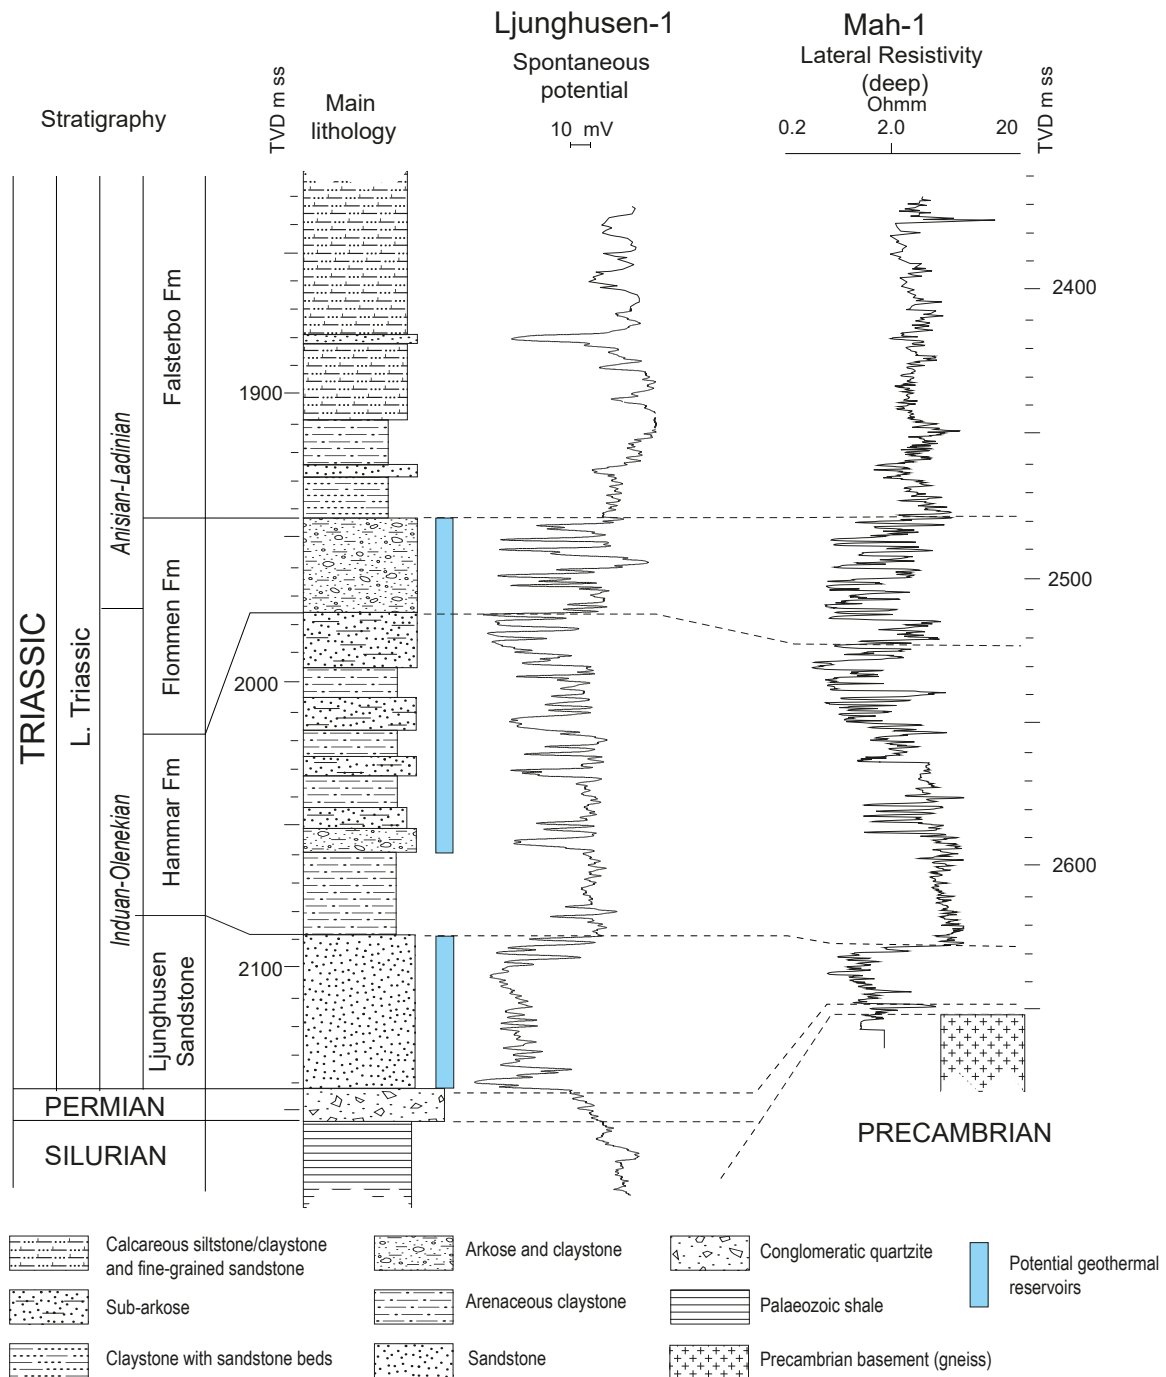 Ljunghusen-1
Mah-1
Spontaneous
potential
Lateral Resistivity
(deep)
Ohmm
Stratigraphy
TVD m ss
Main
lithology
10 mV
0.2
2.0
20
TVD m ss
TRIASSIC
L. Triassic
Anisian-Ladinian
Induan-Olenekian
Falsterbo Fm
Flommen Fm
Hammar Fm
Ljunghusen
Sandstone
PERMIAN
SILURIAN
1900
2000
2100
2400
2500
2600
PRECAMBRIAN
Calcareous siltstone/claystone
and fine-grained sandstone
Sub-arkose
Claystone with sandstone beds
Arkose and claystone
Arenaceous claystone
Sandstone
Conglomeratic quartzite
Palaeozoic shale
Precambrian basement (gneiss)
Potential geothermal
reservoirs